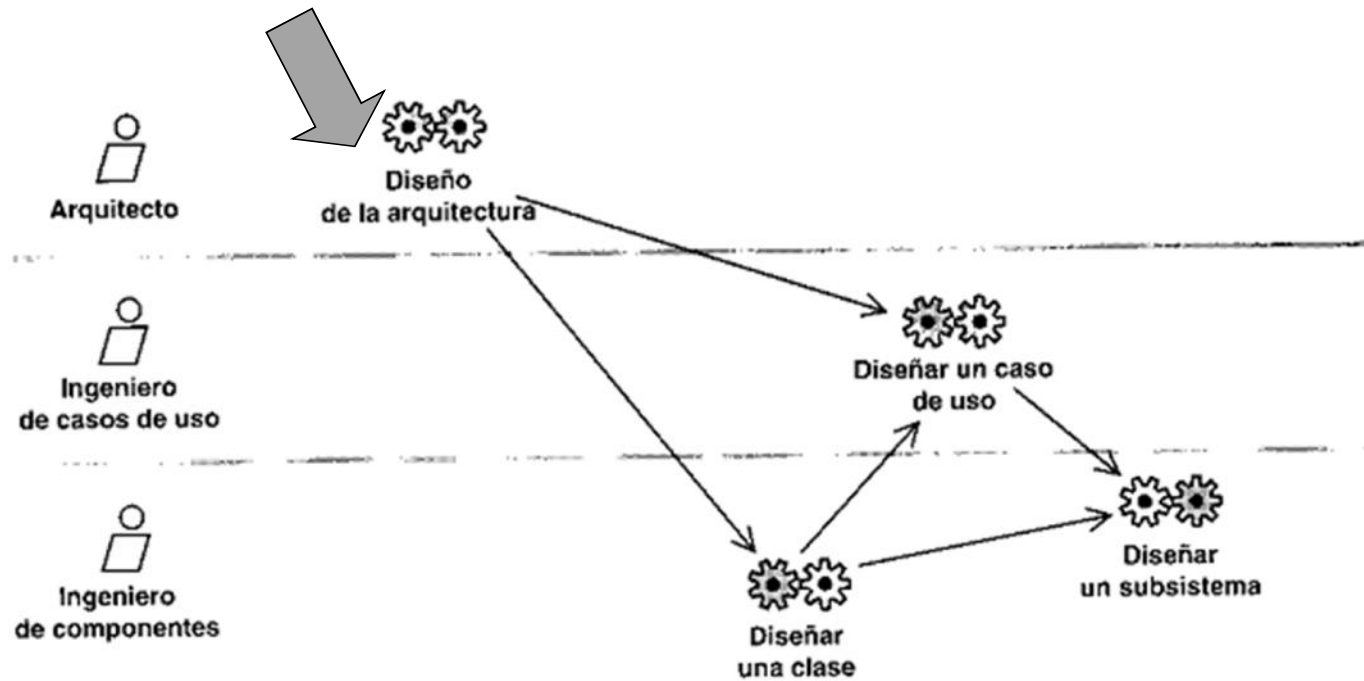 Arquitecto
Diseño
de la arquitectura
Ingeniero
de casos de uso
Diseñar un caso
de uso
Ingeniero
de componentes
Diseñar
una clase
Diseñar
un subsistema